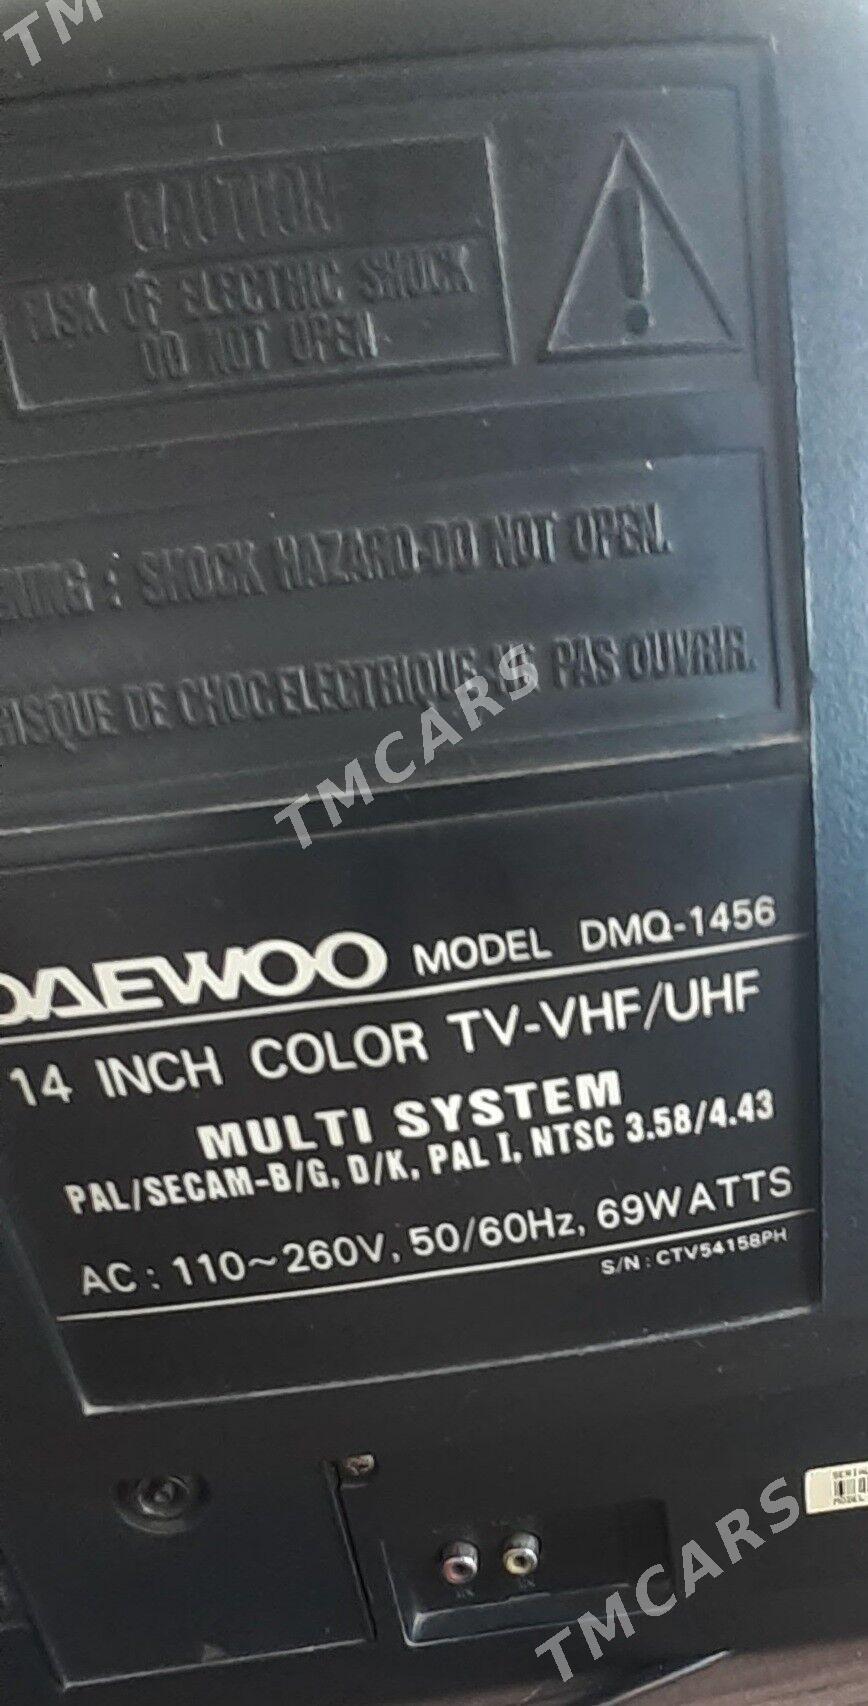 TM
CAUTION
RISK OF ELECTRIC SHOCK
DO NOT OPEN
!
NING : SHOCK HAZARD-DO NOT OPEN.
RISQUE DE CHOC ELECTRIQUE-NE PAS OUVRIR.
TMCARS
DAEWOO MODEL DMQ-1456
14 INCH COLOR TV-VHF/UHF
MULTI SYSTEM
PAL/SECAM-B/G, D/K, PAL I, NTSC 3.58/4.43
AC : 110~260V, 50/60Hz, 69WATTS
S/N : CTV54158PH
MODEL
TMCARS